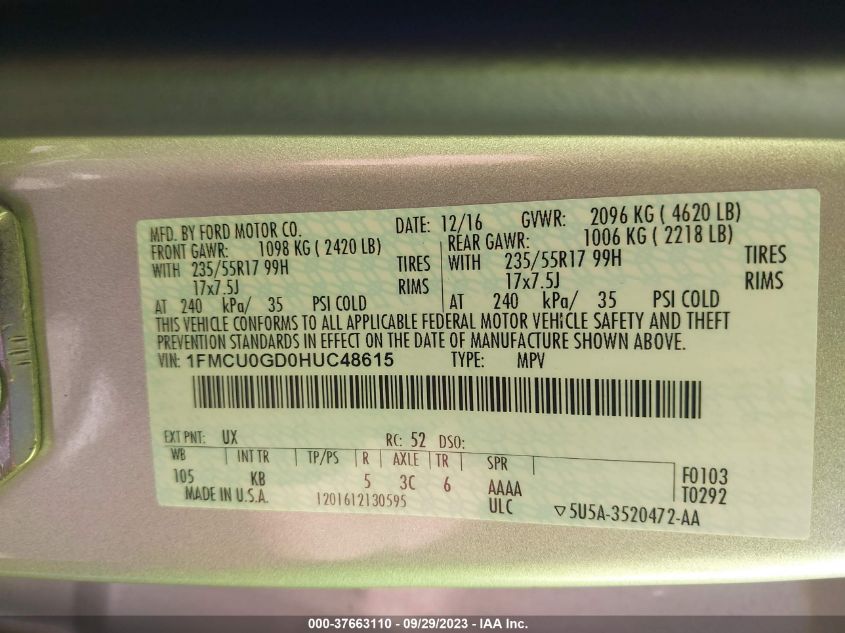 MFD. BY FORD MOTOR CO. DATE: 12/16 GVWR: 2096 KG ( 4620 LB)
FRONT GAWR: 1098 KG ( 2420 LB) REAR GAWR: 1006 KG ( 2218 LB)
WITH 235/55R17 99H TIRES WITH 235/55R17 99H TIRES
17x7.5J RIMS 17x7.5J RIMS
AT 240 kPa/ 35 PSI COLD AT 240 kPa/ 35 PSI COLD
THIS VEHICLE CONFORMS TO ALL APPLICABLE FEDERAL MOTOR VEHICLE SAFETY AND THEFT
PREVENTION STANDARDS IN EFFECT ON THE DATE OF MANUFACTURE SHOWN ABOVE.
VIN: 1FMCU0GD0HUC48615 TYPE: MPV
EXT PNT: UX RC: 52 DSO:
WB INT TR TP/PS R AXLE TR SPR
105 KB 5 3C 6 AAAA F0103
MADE IN U.S.A. 1201612130595 ULC T0292
▽5U5A-3520472-AA
000-37663110 - 09/29/2023 - IAA Inc.